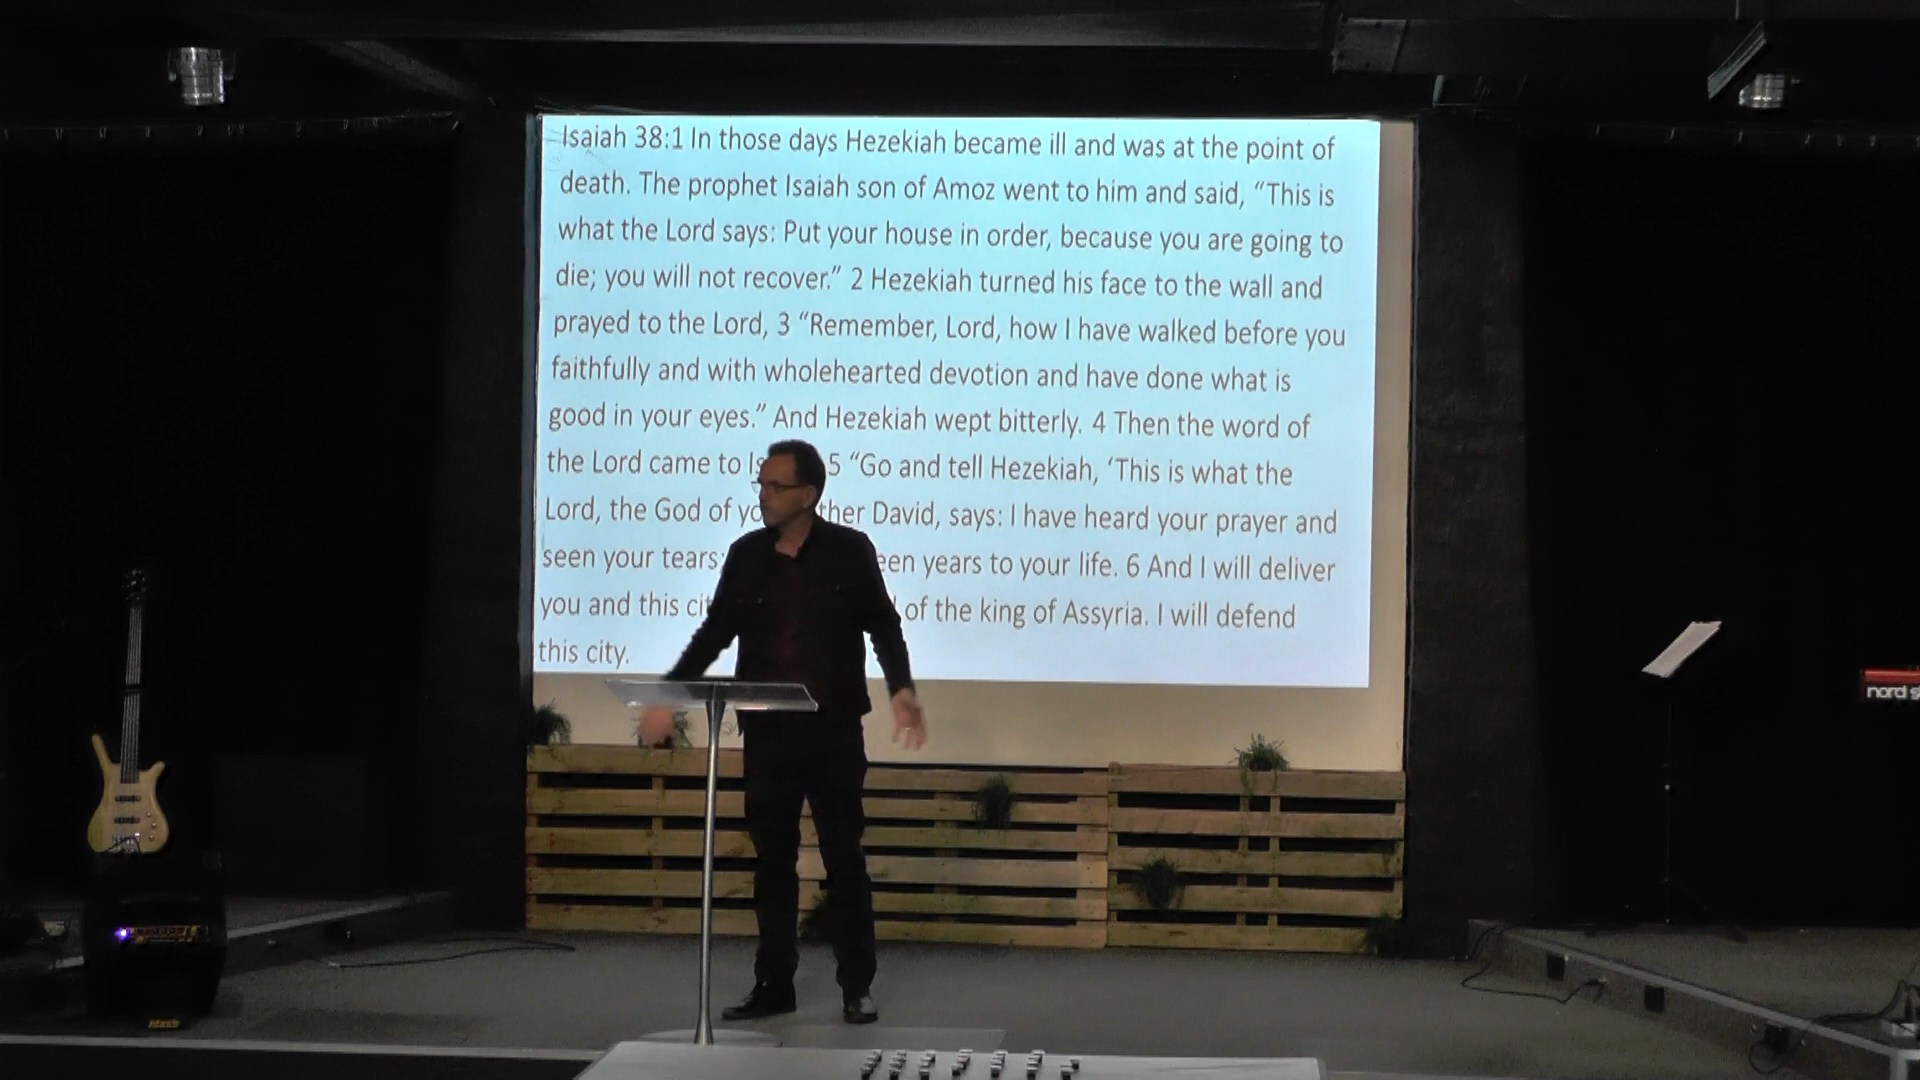 Isaiah 38:1 In those days Hezekiah became ill and was at the point of
death. The prophet Isaiah son of Amoz went to him and said, “This is
what the Lord says: Put your house in order, because you are going to
die; you will not recover.” 2 Hezekiah turned his face to the wall and
prayed to the Lord, 3 “Remember, Lord, how I have walked before you
faithfully and with wholehearted devotion and have done what is
good in your eyes.” And Hezekiah wept bitterly. 4 Then the word of
the Lord came to 5 “Go and tell Hezekiah, ‘This is what the
Lord, the God of David, says: I have heard your prayer and
seen your tears; years to your life. 6 And I will deliver
you and this of the king of Assyria. I will defend
this city.
nord